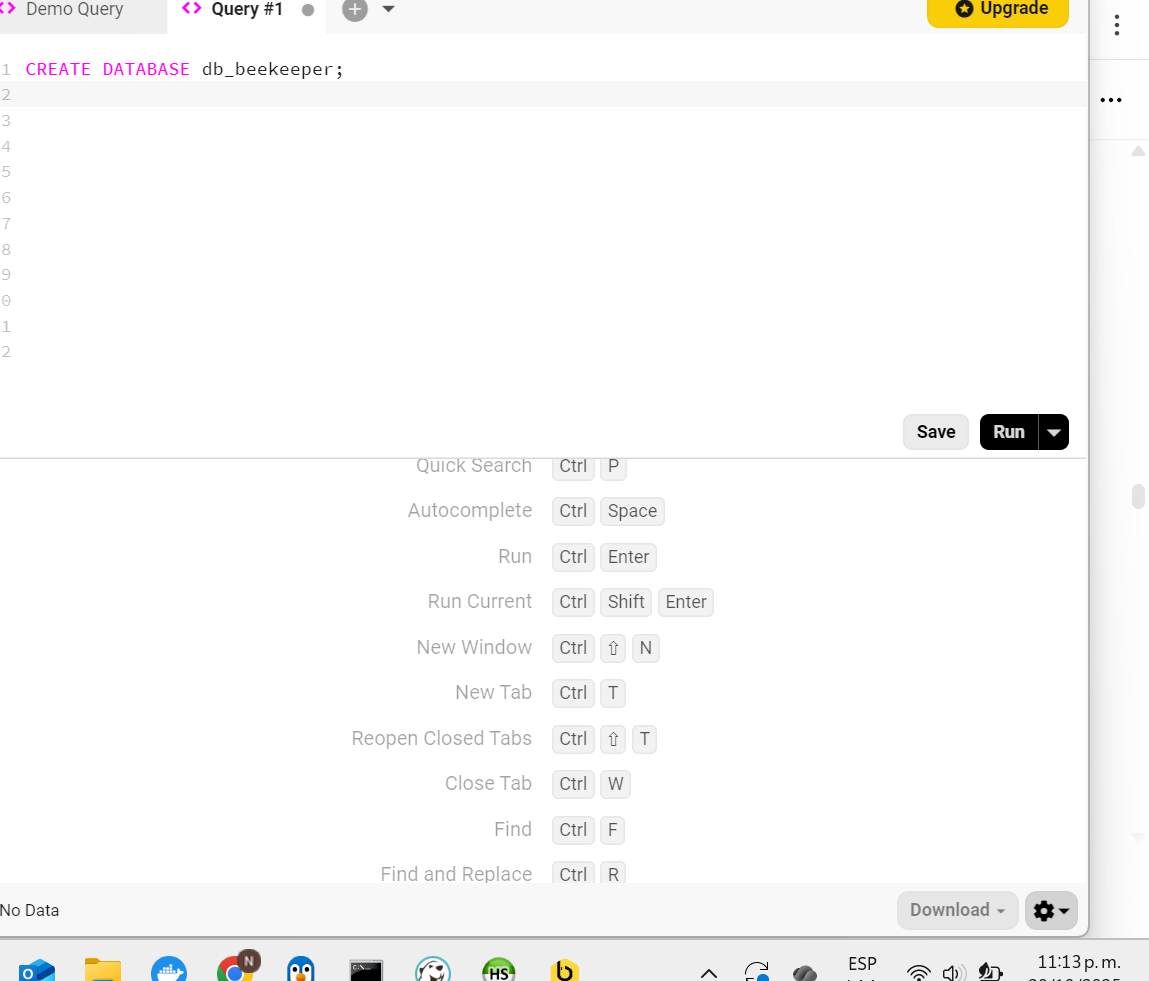 Demo Query
Query #1
Upgrade
1 CREATE DATABASE db_beekeeper;
2
3
4
5
6
7
8
9
0
1
2
Save Run
Quick Search Ctrl P
Autocomplete Ctrl Space
Run Ctrl Enter
Run Current Ctrl Shift Enter
New Window Ctrl ⇧ N
New Tab Ctrl T
Reopen Closed Tabs Ctrl ⇧ T
Close Tab Ctrl W
Find Ctrl F
Find and Replace Ctrl R
No Data
Download
N
HS
ESP
11:13 p. m.